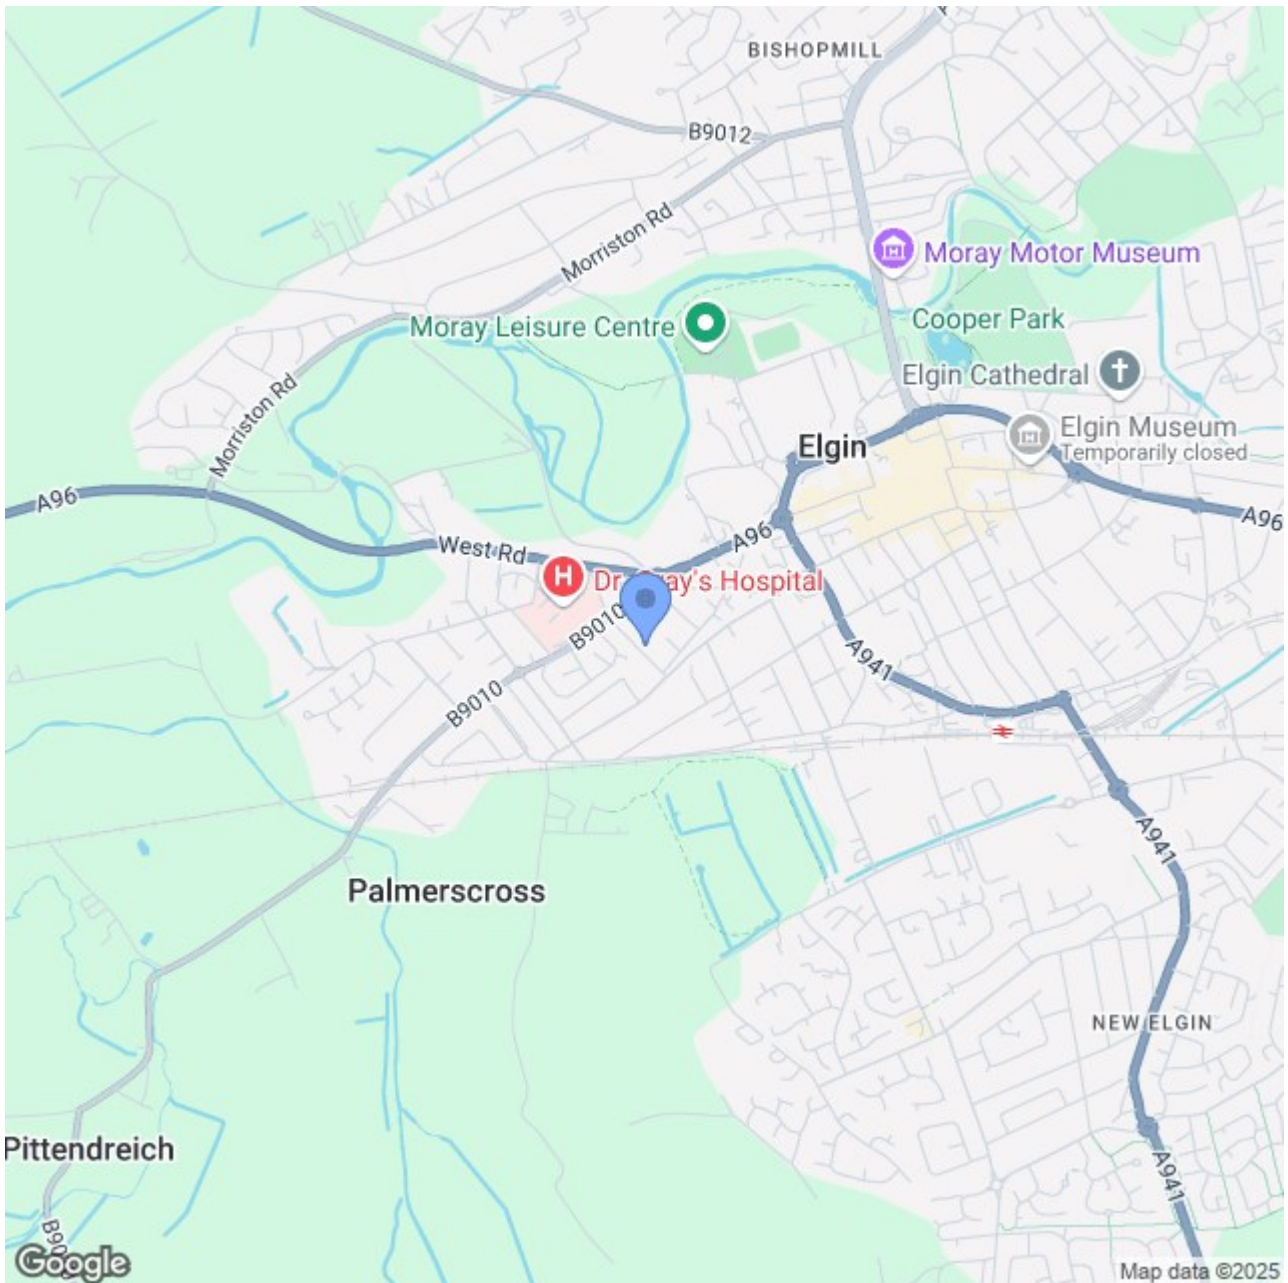 BISHOPMILL
B9012
Morriston Rd
Moray Motor Museum
Moray Leisure Centre
Cooper Park
Elgin Cathedral
Morriston Rd
Elgin Museum
Temporarily closed
Elgin
A96
A96
A96
West Rd
H
Dr Gray's Hospital
B9010
A941
B9010
A941
Palmerscross
NEW ELGIN
Pittendreich
A941
Google
Map data ©2025